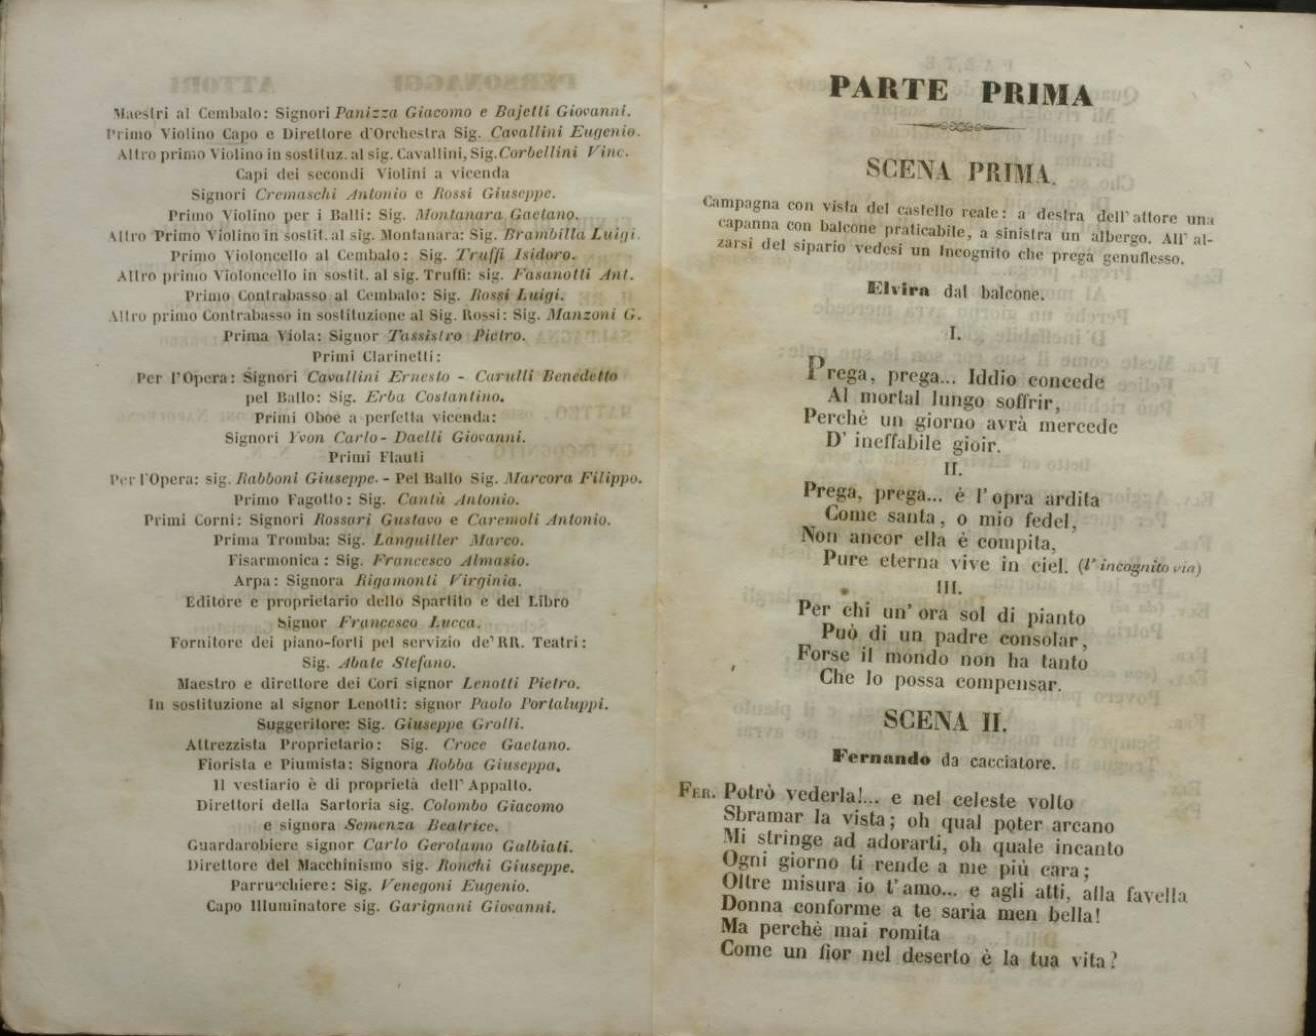 Maestri al Cembalo: Signori Panizza Giacomo e Bajetti Giovanni.
Primo Violino Capo e Direttore d'Orchestra Sig. Cavallini Eugenio.
Altro primo Violino in sostituz. al sig. Cavallini, Sig. Corbellini Vinc.
Capi dei secondi Violini a vicenda
Signori Cremaschi Antonio e Rossi Giuseppe.
Primo Violino per i Balli: Sig. Montanara Gaetano.
Altro Primo Violino in sostit. al sig. Montanara: Sig. Brambilla Luigi.
Primo Violoncello al Cembalo: Sig. Truffi Isidoro.
Altro primo Violoncello in sostit. al sig. Truffi: sig. Fasanotti Ant.
Primo Contrabasso al Cembalo: Sig. Rossi Luigi.
Altro primo Contrabasso in sostituzione al Sig. Rossi: Sig. Manzoni G.
Prima Viola: Signor Tassistro Pietro.
Primi Clarinetti:
Per l'Opera: Signori Cavallini Ernesto - Carulli Benedetto
pel Ballo: Sig. Erba Costantino.
Primi Oboe a perfetta vicenda:
Signori Yvon Carlo - Daelli Giovanni.
Primi Flauti
Per l'Opera: sig. Rabboni Giuseppe. - Pel Ballo Sig. Marcora Filippo.
Primo Fagotto: Sig. Cantù Antonio.
Primi Corni: Signori Rossari Gustavo e Caremoli Antonio.
Prima Tromba: Sig. Languiller Marco.
Fisarmonica: Sig. Francesco Almasio.
Arpa: Signora Rigamonti Virginia.
Editore e proprietario dello Spartito e del Libro
Signor Francesco Lucca.
Fornitore dei piano-forti pel servizio de' RR. Teatri:
Sig. Abate Stefano.
Maestro e direttore dei Cori signor Lenotti Pietro.
In sostituzione al signor Lenotti: signor Paolo Portaluppi.
Suggeritore: Sig. Giuseppe Grolli.
Attrezzista Proprietario: Sig. Croce Gaetano.
Fiorista e Piumista: Signora Robba Giuseppa.
Il vestiario è di proprietà dell'Appalto.
Direttori della Sartoria sig. Colombo Giacomo
e signora Semenza Beatrice.
Guardarobiere signor Carlo Gerolamo Galbiati.
Direttore del Macchinismo sig. Ronchi Giuseppe.
Parrucchiere: Sig. Venegoni Eugenio.
Capo Illuminatore sig. Garignani Giovanni.
PARTE PRIMA
SCENA PRIMA.
Campagna con vista del castello reale: a destra dell'attore una
capanna con balcone praticabile, a sinistra un albergo. All'al-
zarsi del sipario vedesi un Incognito che prega genuflesso.
Elvira dal balcone.
I.
Prega, prega... Iddio concede
Al mortal lungo soffrir,
Perchè un giorno avrà mercede
D' ineffabile gioir.
II.
Prega, prega... è l'opra ardita
Come santa, o mio fedel,
Non ancor ella è compita,
Pure eterna vive in ciel. (l'incognito via)
III.
Per chi un' ora sol di pianto
Può di un padre consolar,
Forse il mondo non ha tanto
Che lo possa compensar.
SCENA II.
Fernando da cacciatore.
FER. Potrò vederla!... e nel celeste volto
Sbramar la vista; oh qual poter arcano
Mi stringe ad adorarti, oh quale incanto
Ogni giorno ti rende a me più cara;
Oltre misura io t'amo... e agli atti, alla favella
Donna conforme a te saria men bella!
Ma perchè mai romita
Come un fior nel deserto è la tua vita?